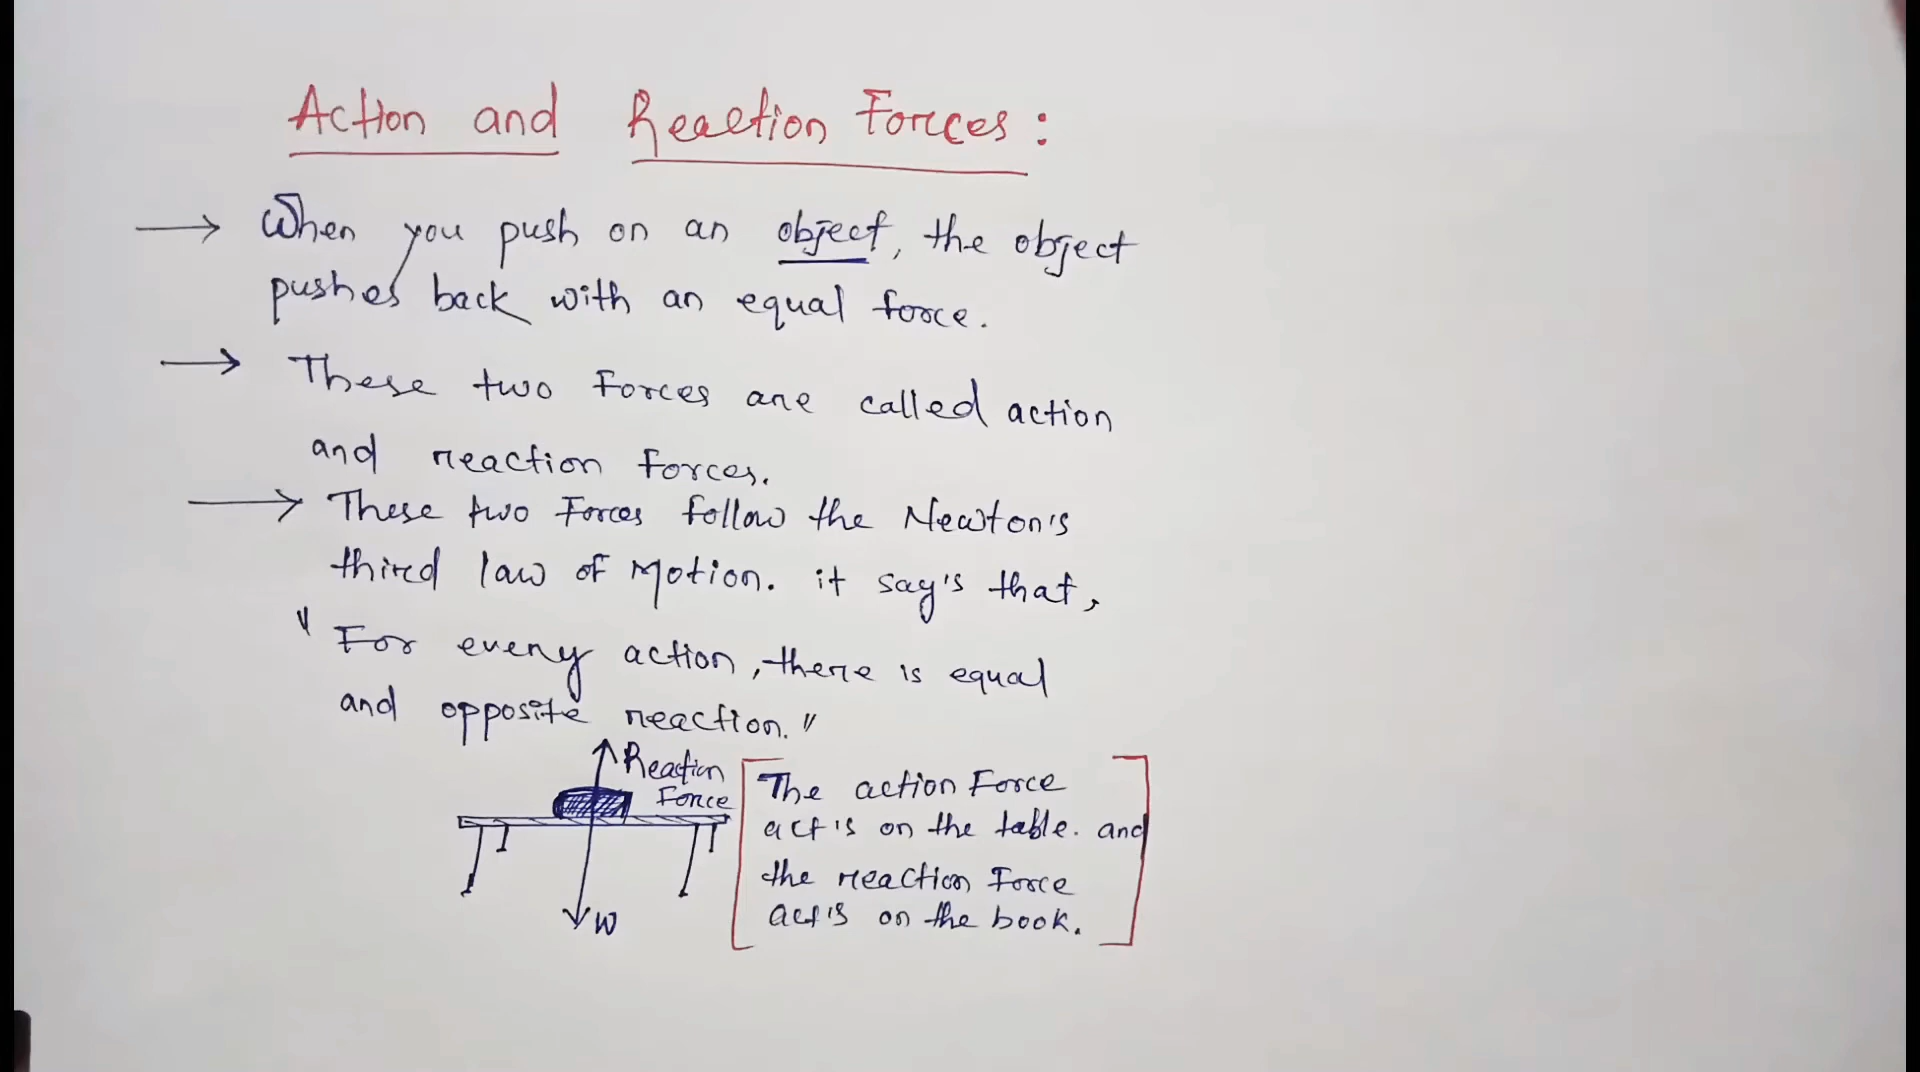 Action and Reaction Forces:
When you push on an object, the object
pushes back with an equal force.
These two Forces are called action
and reaction forces.
These two Forces follow the Newton's
third law of Motion. it say's that,
"For every action, there is equal
and opposite reaction."
Reaction
Force
W
The action Force
act's on the table. and
the reaction Force
act's on the book.